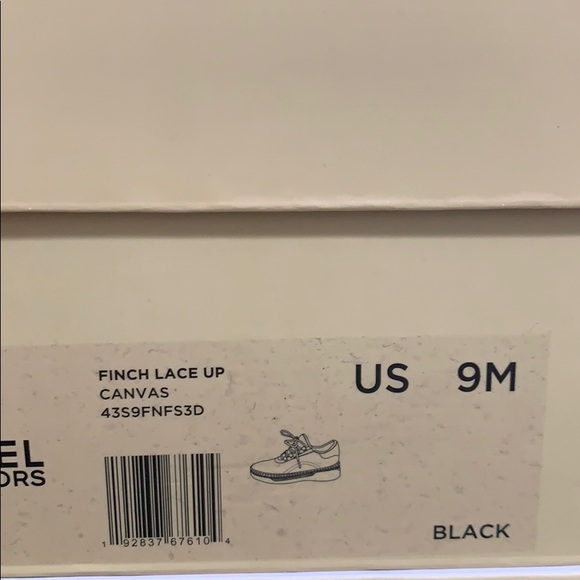 FINCH LACE UP
CANVAS
43S9FNFS3D
US 9M
EL
ORS
1 92837 67610 4
BLACK